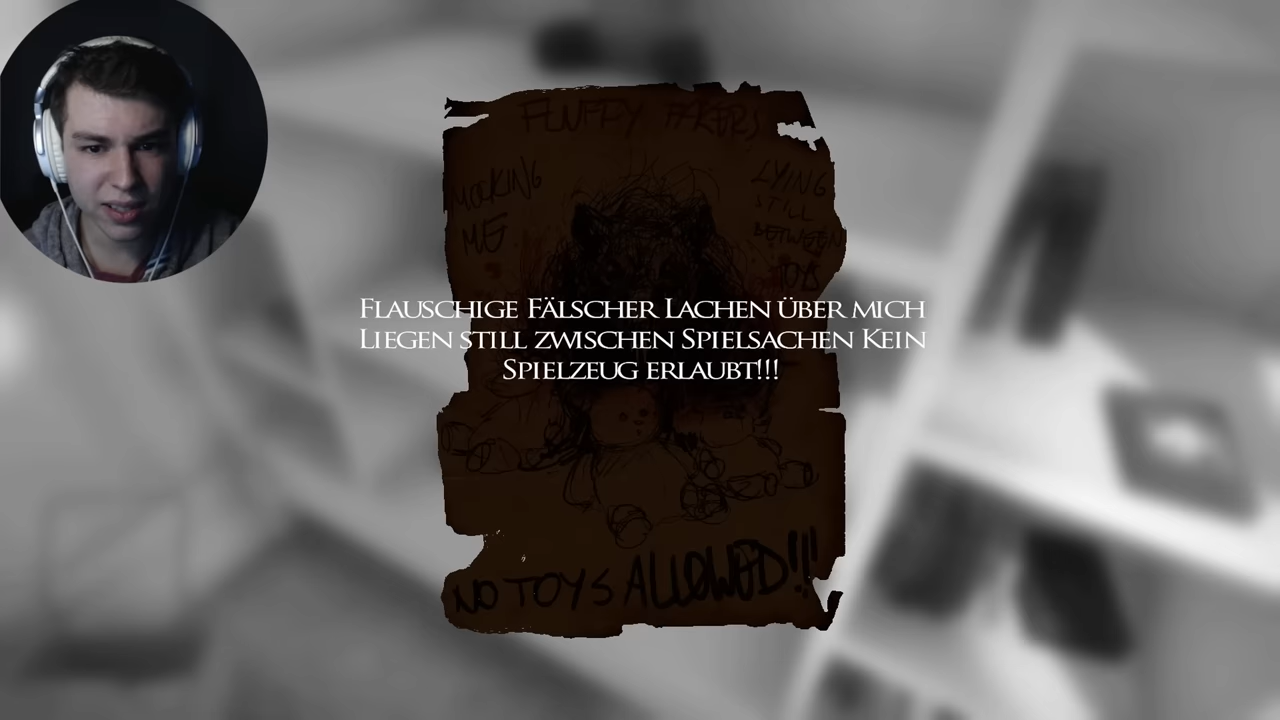 FLUFFY FAKERS
MOCKING
ME
LYING
STILL
BETWEEN
TOYS
FLAUSCHIGE FÄLSCHER LACHEN ÜBER MICH
LIEGEN STILL ZWISCHEN SPIELSACHEN KEIN
SPIELZEUG ERLAUBT!!!
NO TOYS ALLOWED!!!